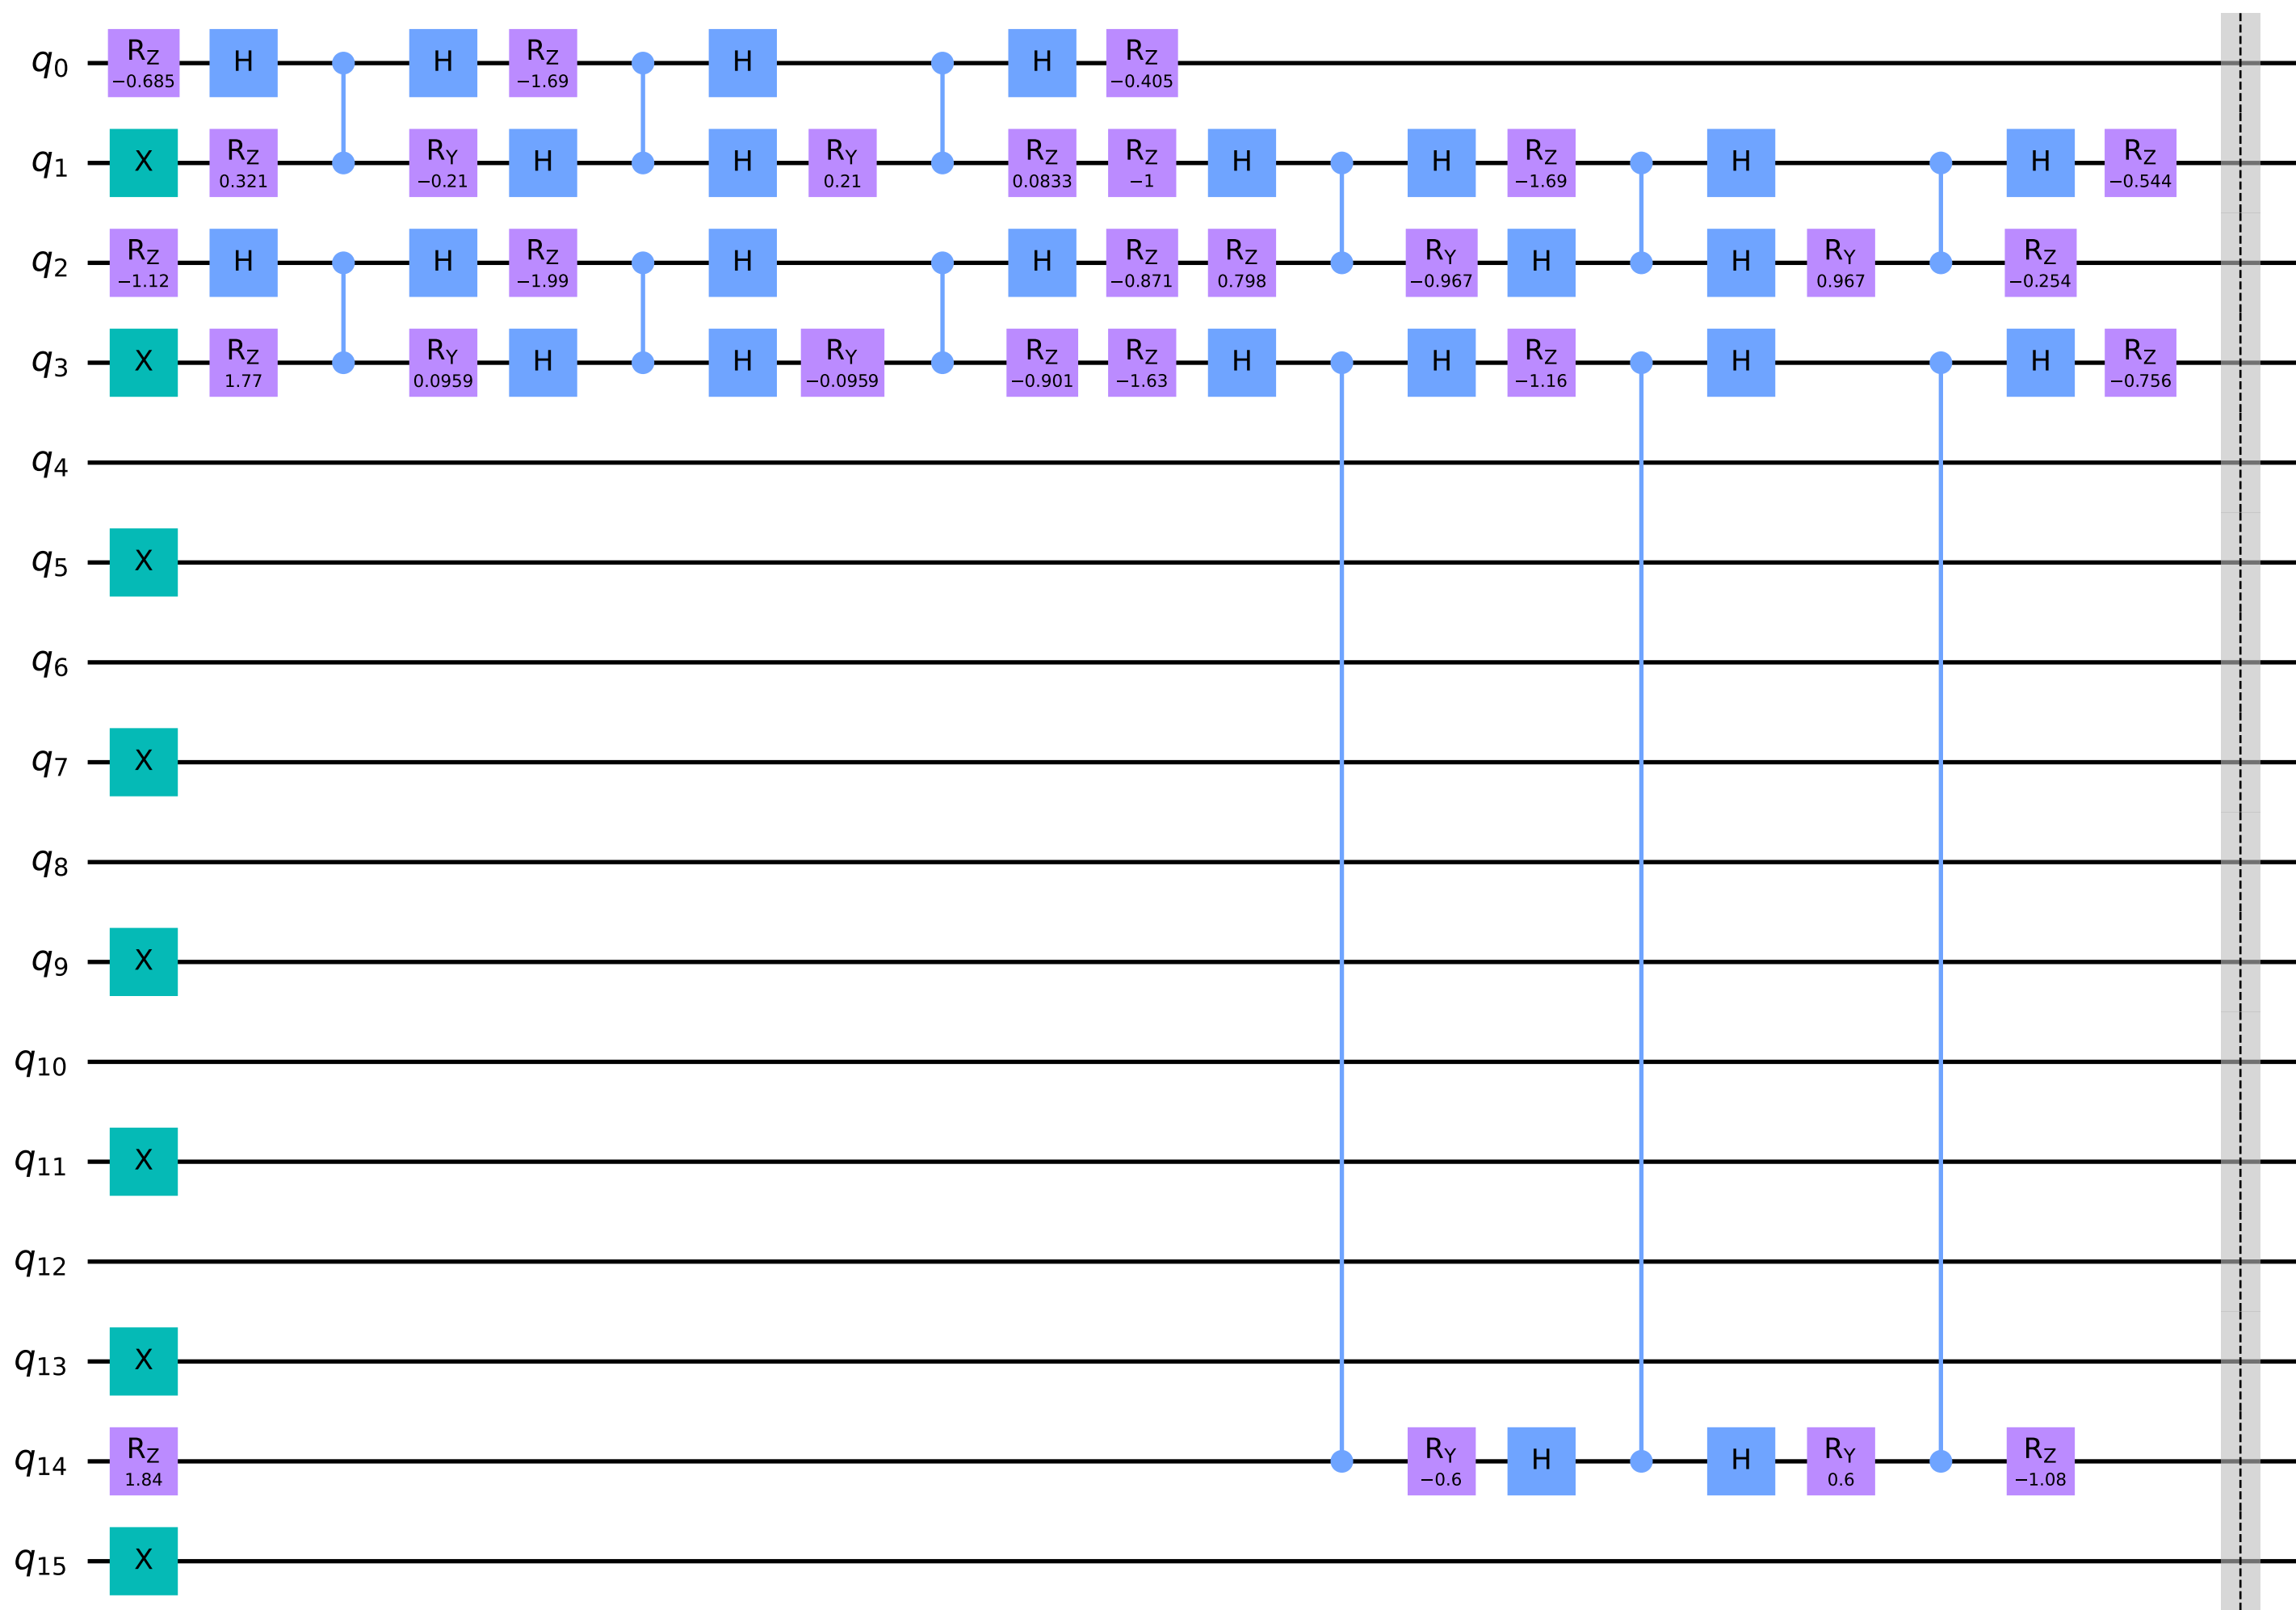 q0 RZ −0.685 H H RZ −1.69 H H RZ −0.405
q1 X RZ 0.321 RY −0.21 H H RY 0.21 RZ 0.0833 RZ −1 H H RZ −1.69 H H RZ −0.544
q2 RZ −1.12 H H RZ −1.99 H H RZ −0.871 RZ 0.798 RY −0.967 H H RY 0.967 RZ −0.254
q3 X RZ 1.77 RY 0.0959 H H RY −0.0959 RZ −0.901 RZ −1.63 H H RZ −1.16 H H RZ −0.756
q4
q5 X
q6
q7 X
q8
q9 X
q10
q11 X
q12
q13 X
q14 RZ 1.84 RY −0.6 H H RY 0.6 RZ −1.08
q15 X